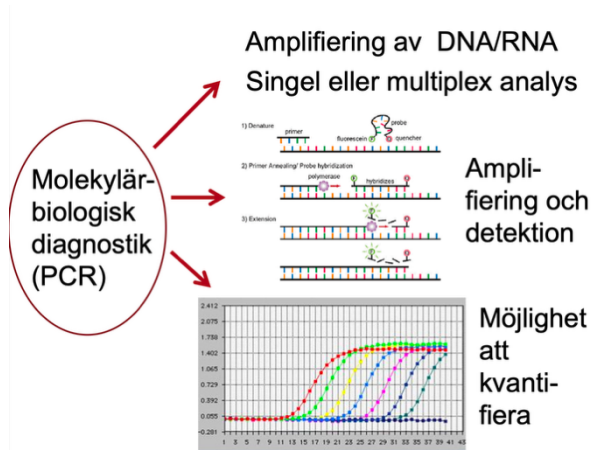 Amplifiering av DNA/RNA
Singel eller multiplex analys
Molekylär-
biologisk
diagnostik
(PCR)
1) Denature
primer
probe
fluorescein
quencher
F
Q
2) Primer Annealing/ Probe hybridization
polymerase
hybridizes
3) Extension
Ampli-
fiering och
detektion
2.412
2.075
1.738
1.402
1.065
0.729
0.392
0.055
-0.281
1 3 5 7 9 11 13 15 17 19 21 23 25 27 29 31 33 35 37 39 41 43 45
Möjlighet
att
kvanti-
fiera